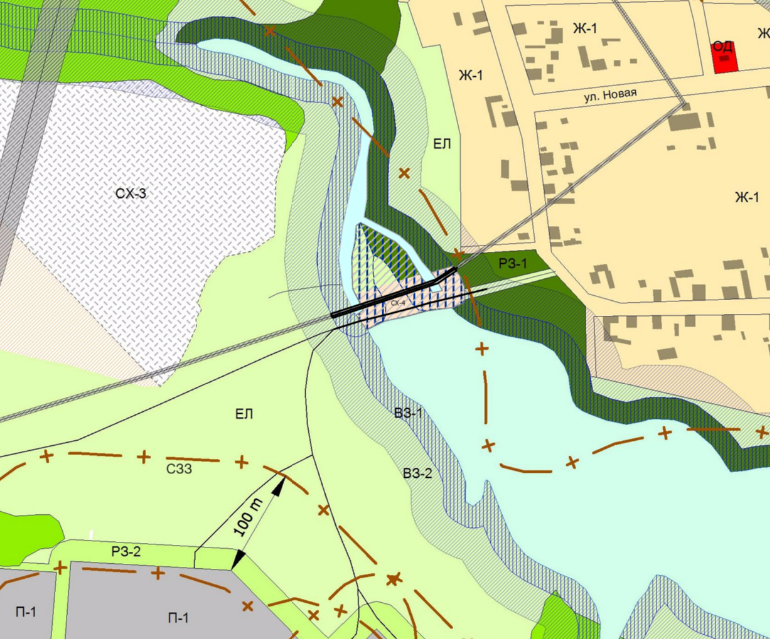 Ж-1
ОД
Ж
Ж-1
ул. Новая
ЕЛ
СХ-3
Ж-1
РЗ-1
СХ-4
ЕЛ
ВЗ-1
СЗЗ
ВЗ-2
100 m
РЗ-2
П-1
П-1